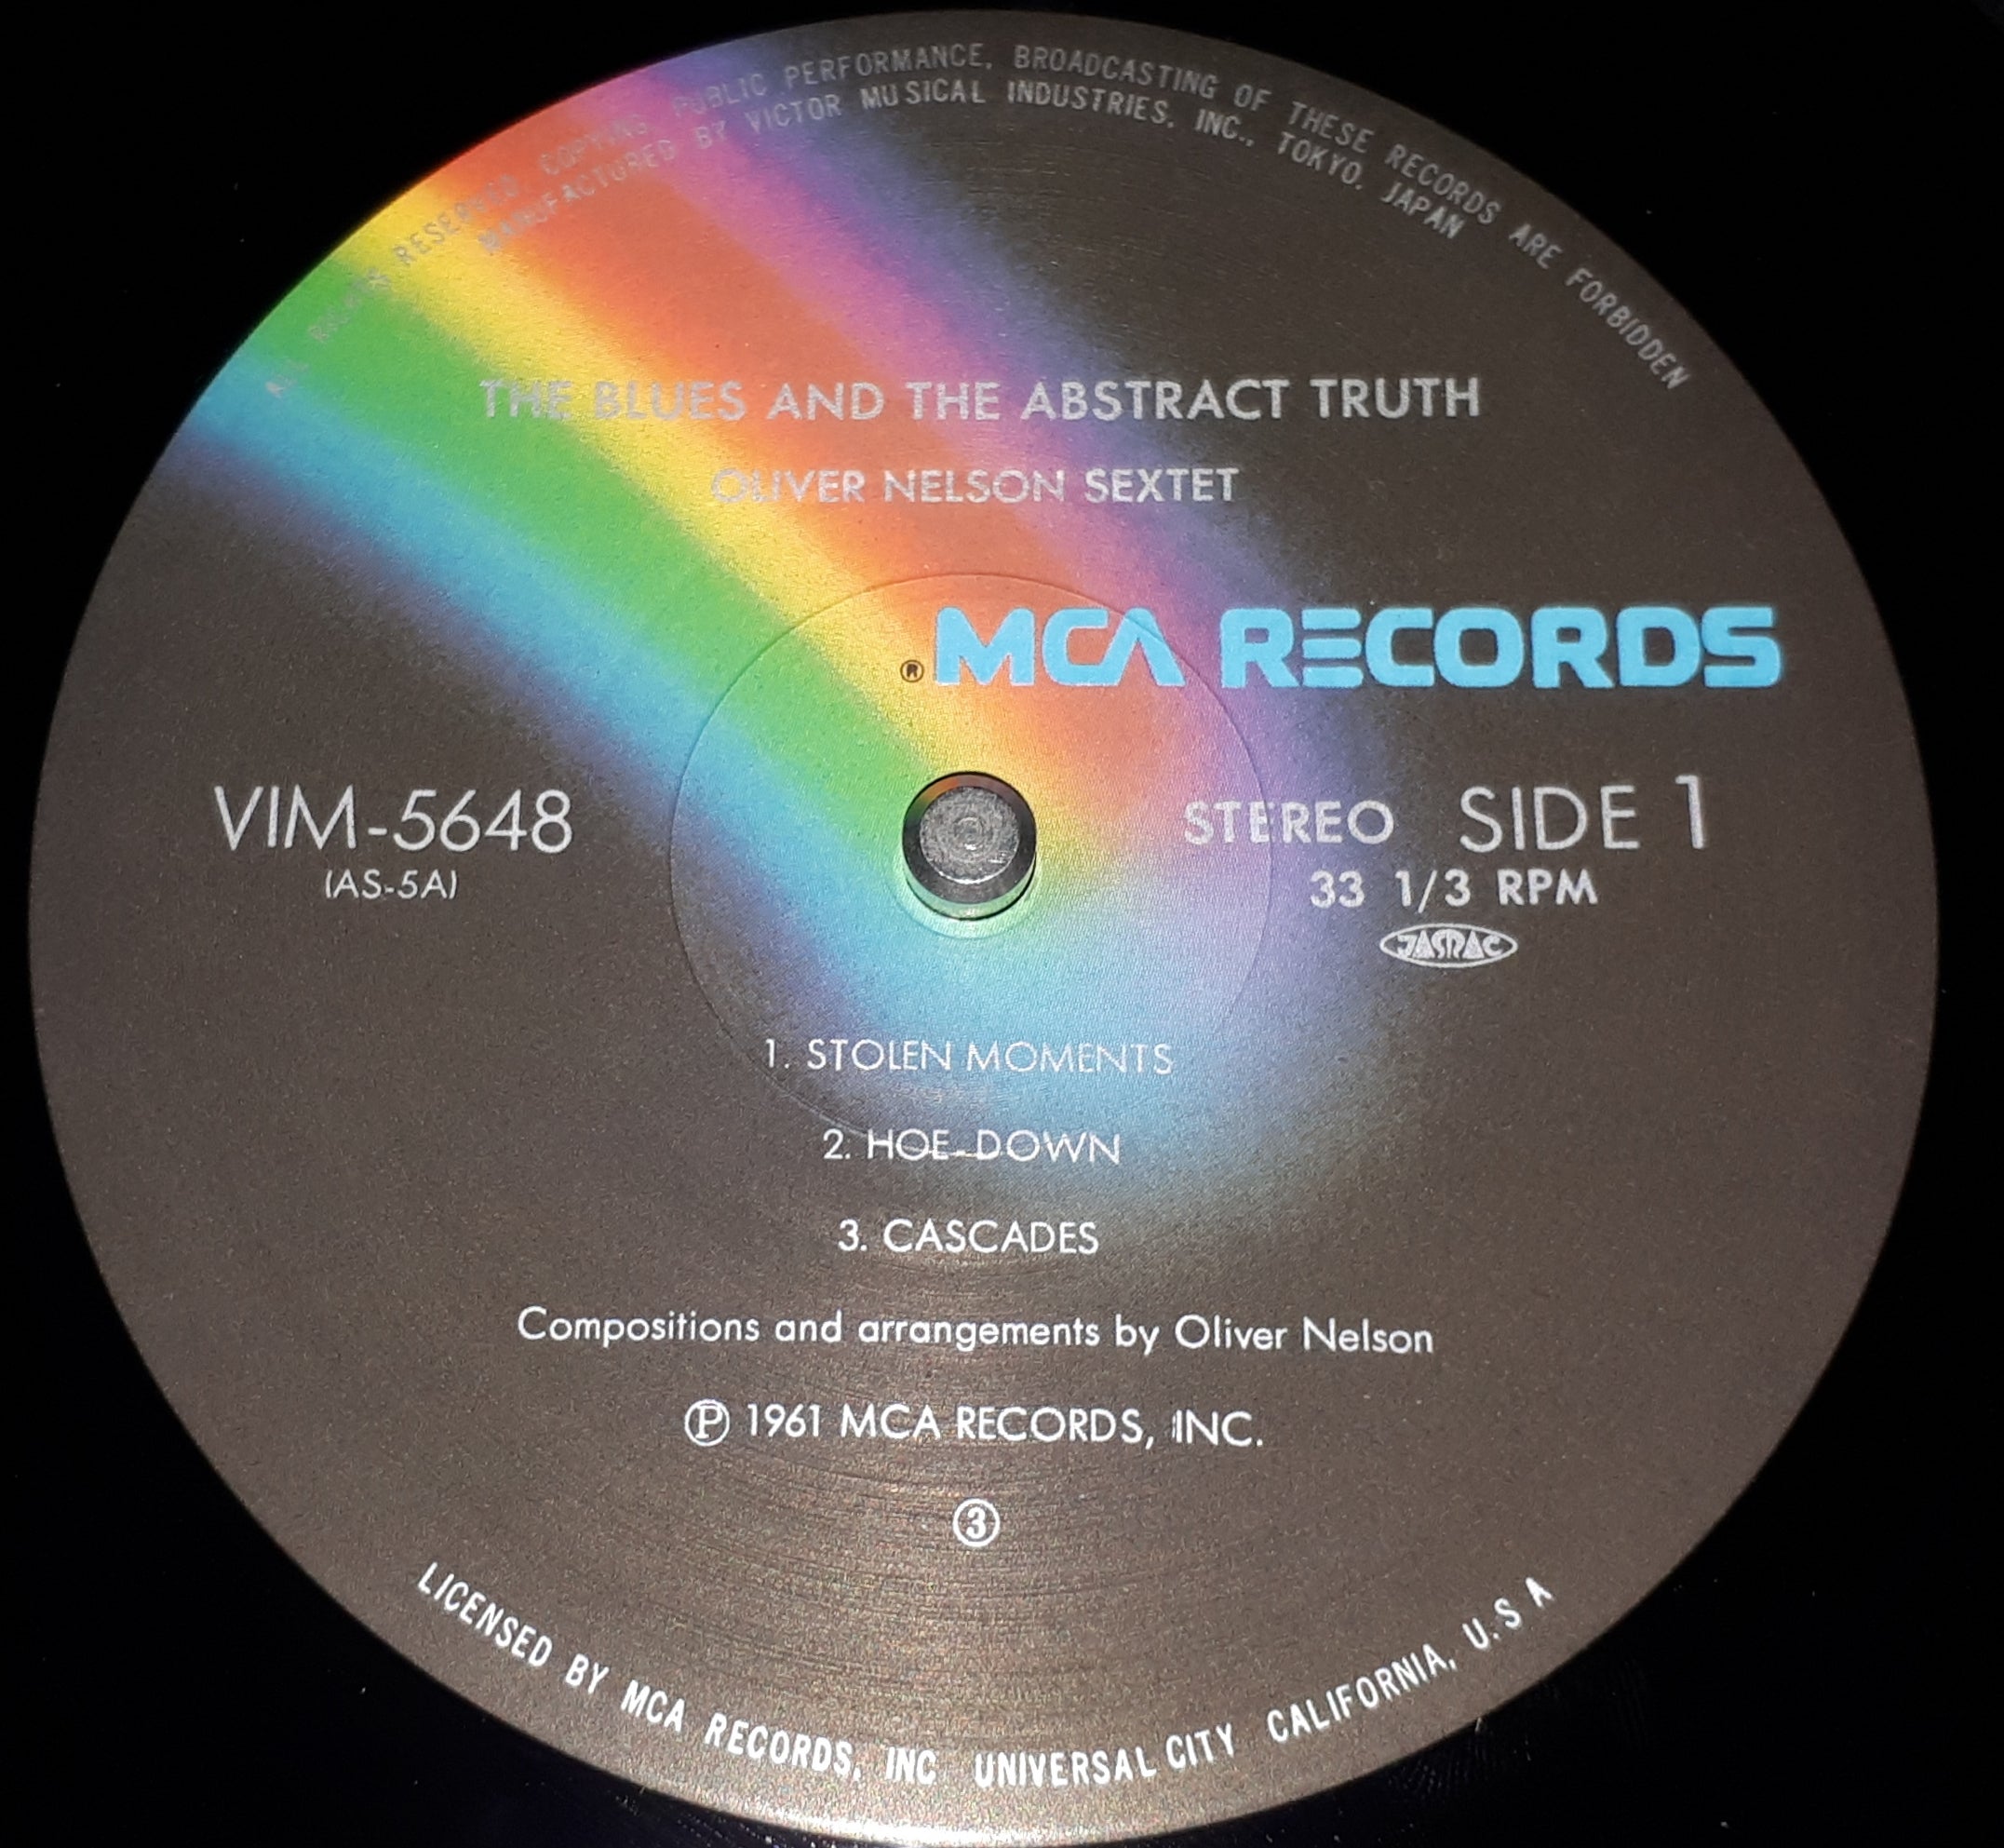 ALL RIGHTS RESERVED. COPYING, PUBLIC PERFORMANCE, BROADCASTING OF THESE RECORDS ARE FORBIDDEN
MANUFACTURED BY VICTOR MUSICAL INDUSTRIES, INC., TOKYO, JAPAN
THE BLUES AND THE ABSTRACT TRUTH
OLIVER NELSON SEXTET
® MCA RECORDS
VIM-5648
(AS-5A)
STEREO SIDE 1
33 1/3 RPM
JASRAC
1. STOLEN MOMENTS
2. HOE-DOWN
3. CASCADES
Compositions and arrangements by Oliver Nelson
Ⓟ 1961 MCA RECORDS, INC.
③
LICENSED BY MCA RECORDS, INC UNIVERSAL CITY CALIFORNIA, U.S A